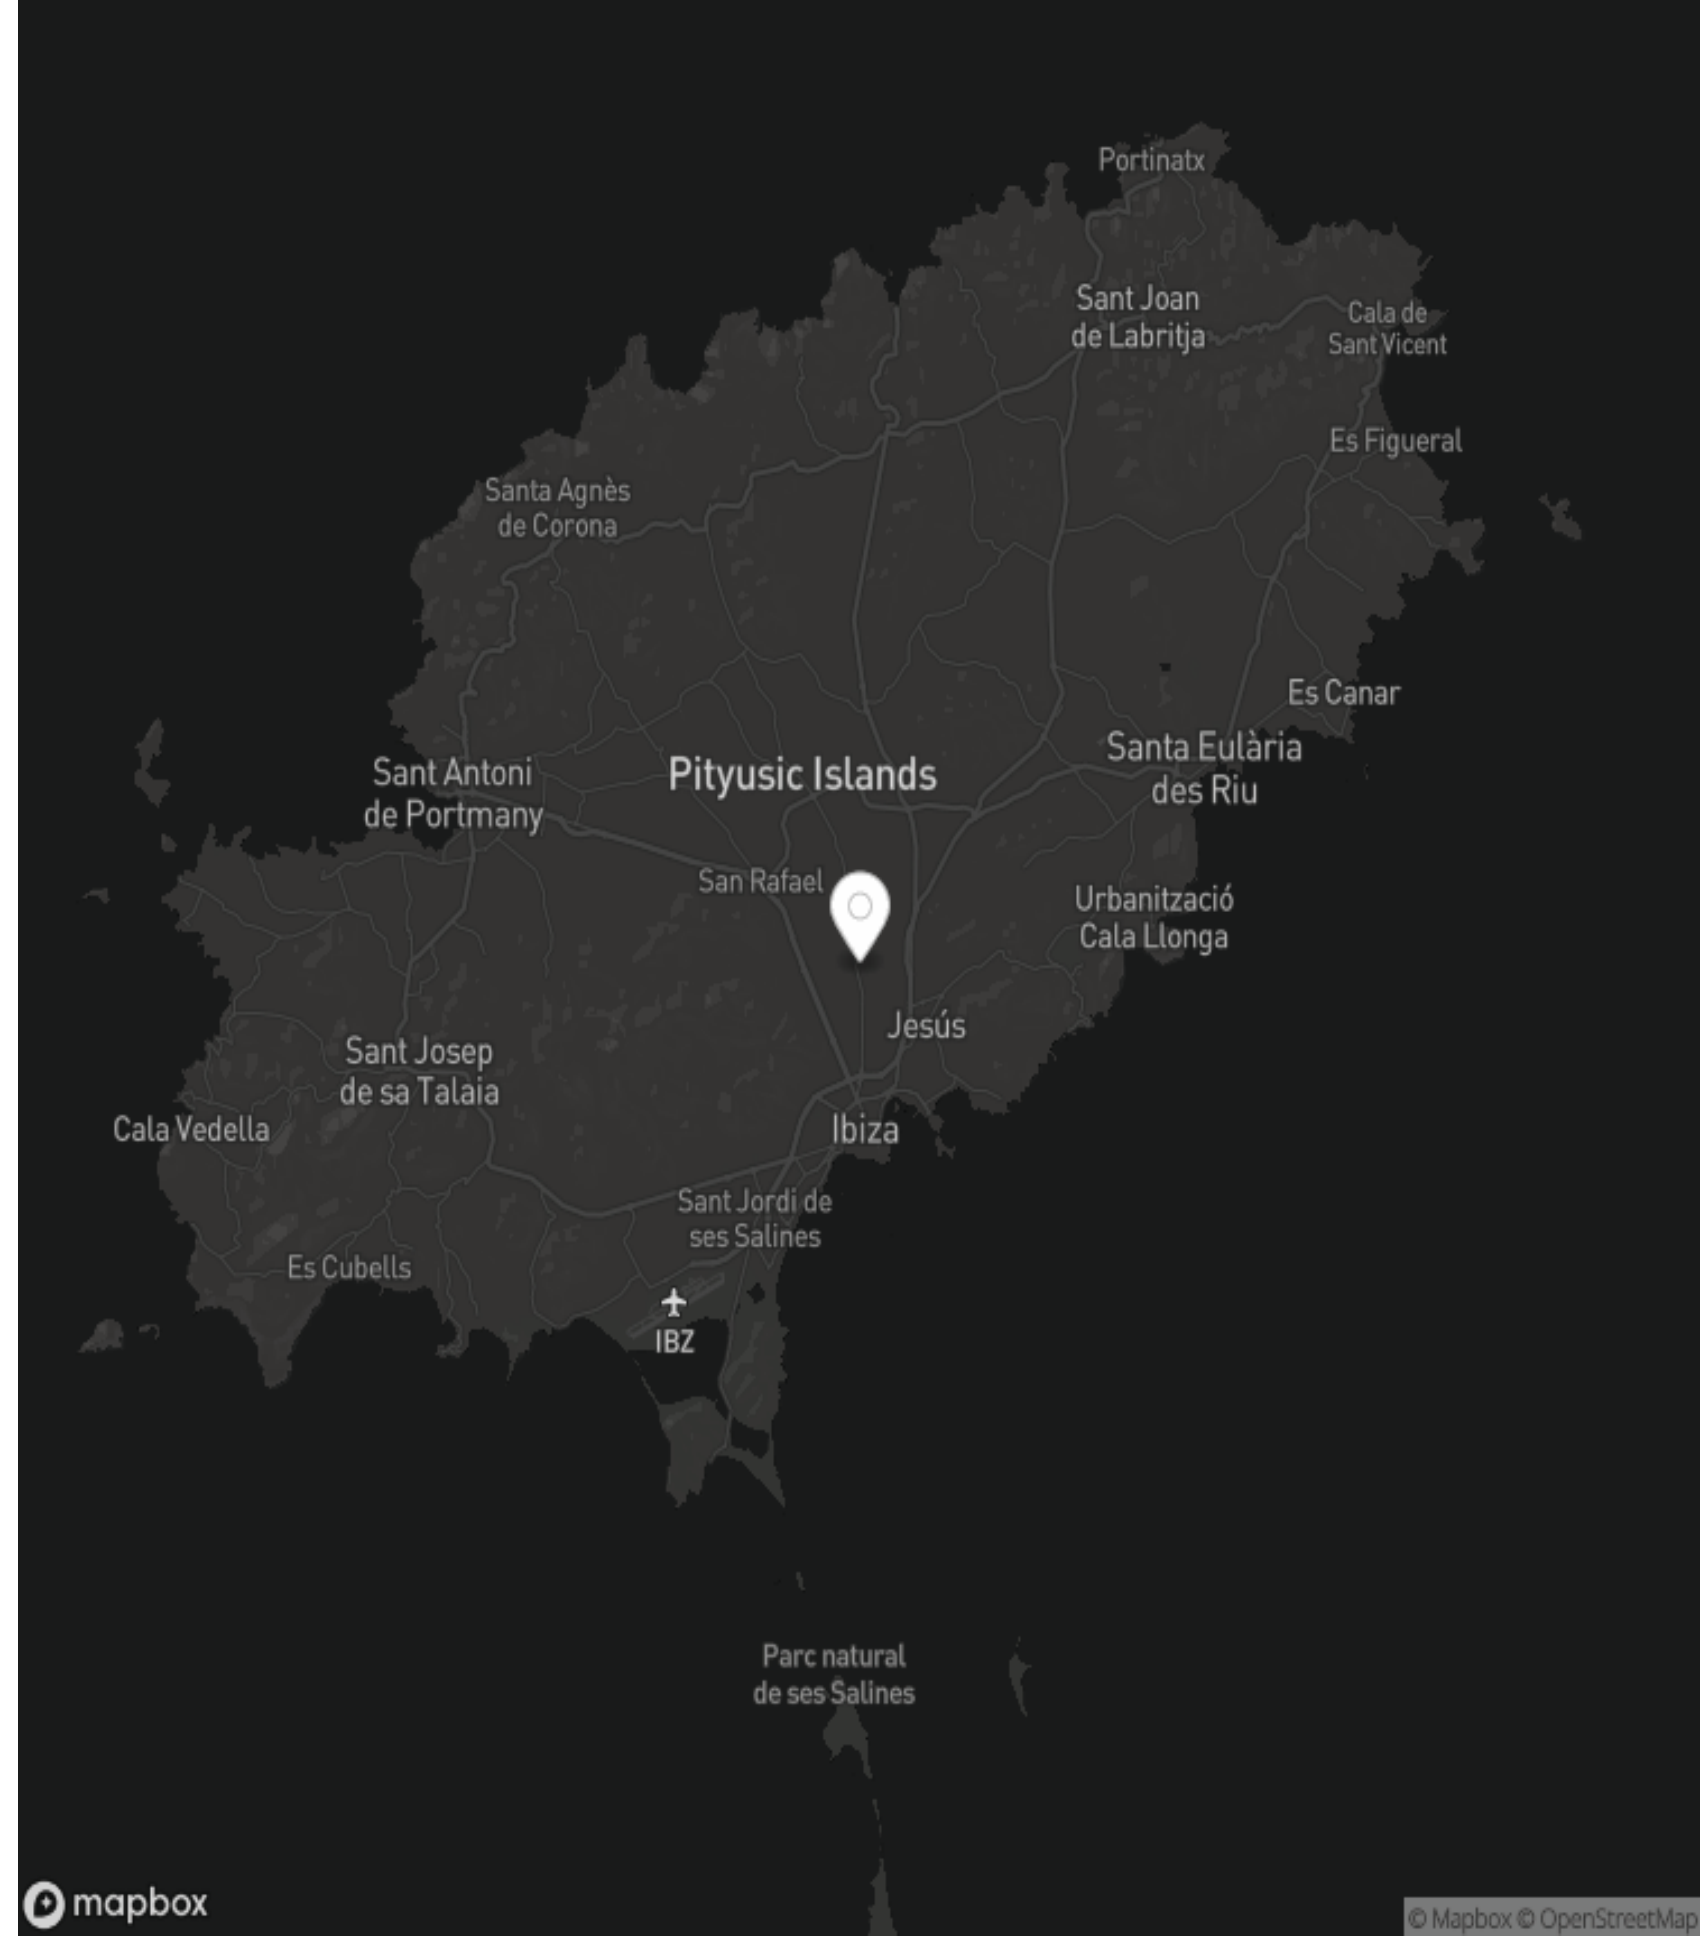 Portinatx
Sant Joan
de Labritja
Cala de
Sant Vicent
Es Figueral
Santa Agnès
de Corona
Es Canar
Santa Eulària
des Riu
Sant Antoni
de Portmany
Pityusic Islands
San Rafael
Urbanització
Cala Llonga
Jesús
Sant Josep
de sa Talaia
Cala Vedella
Ibiza
Sant Jordi de
ses Salines
Es Cubells
IBZ
Parc natural
de ses Salines
mapbox
© Mapbox © OpenStreetMap